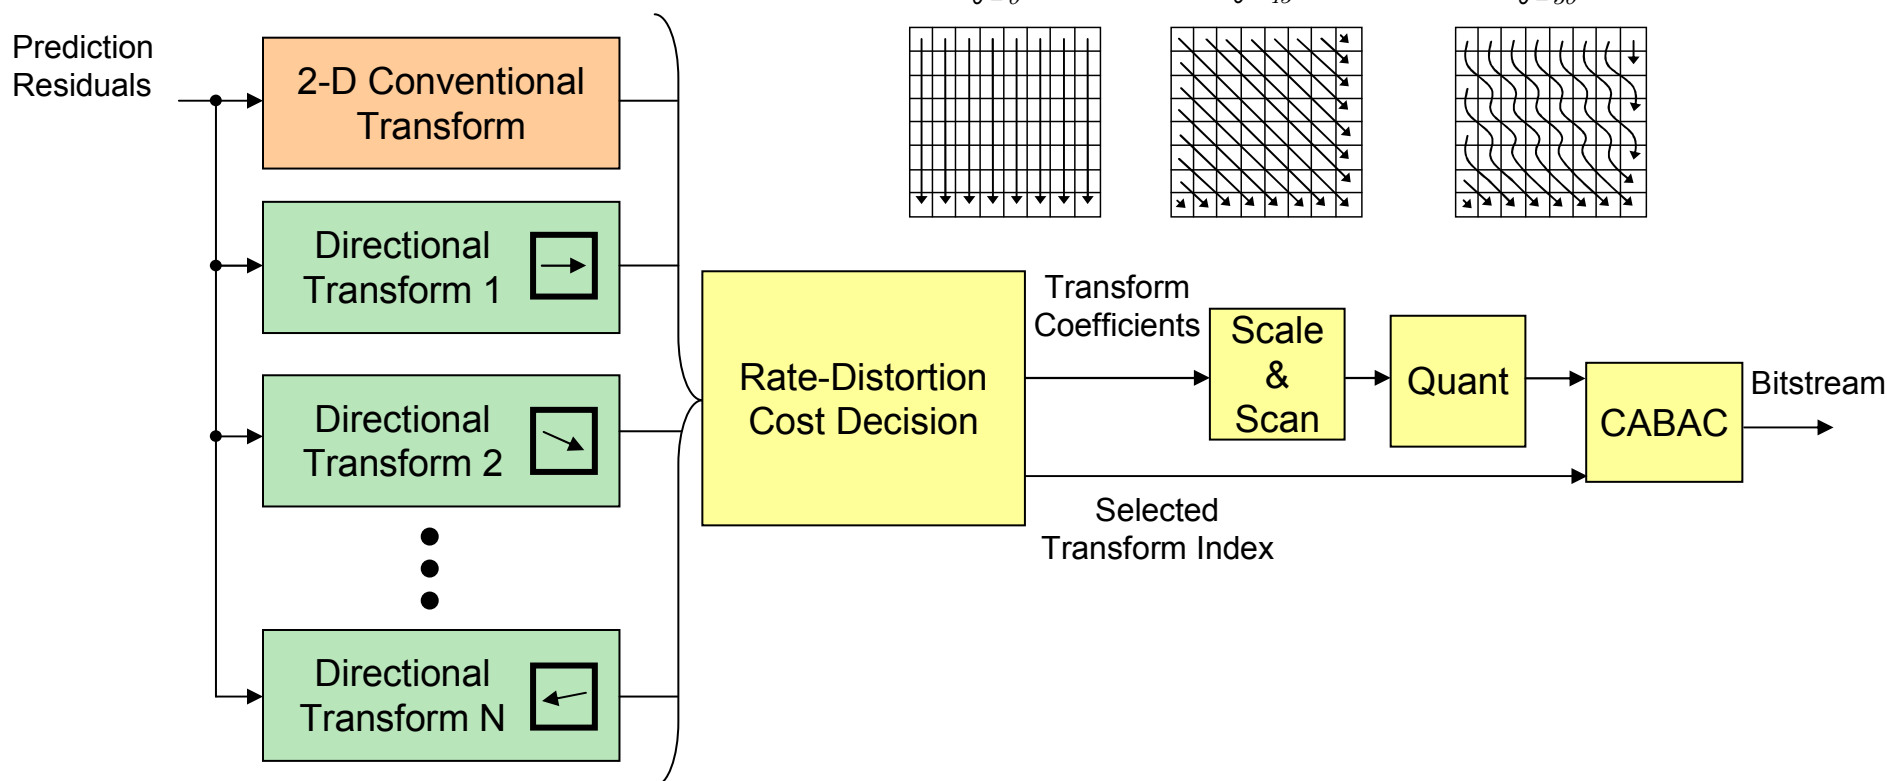 Prediction
Residuals
2-D Conventional
Transform
Directional
Transform 1
Directional
Transform 2
Directional
Transform N
Rate-Distortion
Cost Decision
Transform
Coefficients
Selected
Transform Index
Scale
&
Scan
Quant
CABAC
Bitstream